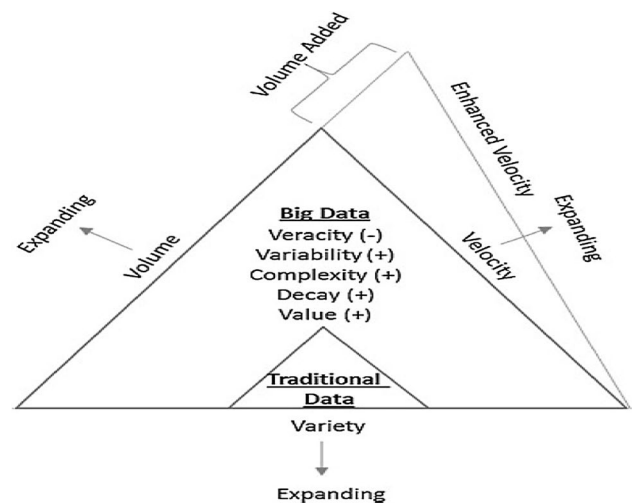 Volume Added
Enhanced Velocity
Expanding
Volume
Big Data
Veracity (-)
Variability (+)
Complexity (+)
Decay (+)
Value (+)
Velocity
Expanding
Traditional
Data
Variety
Expanding